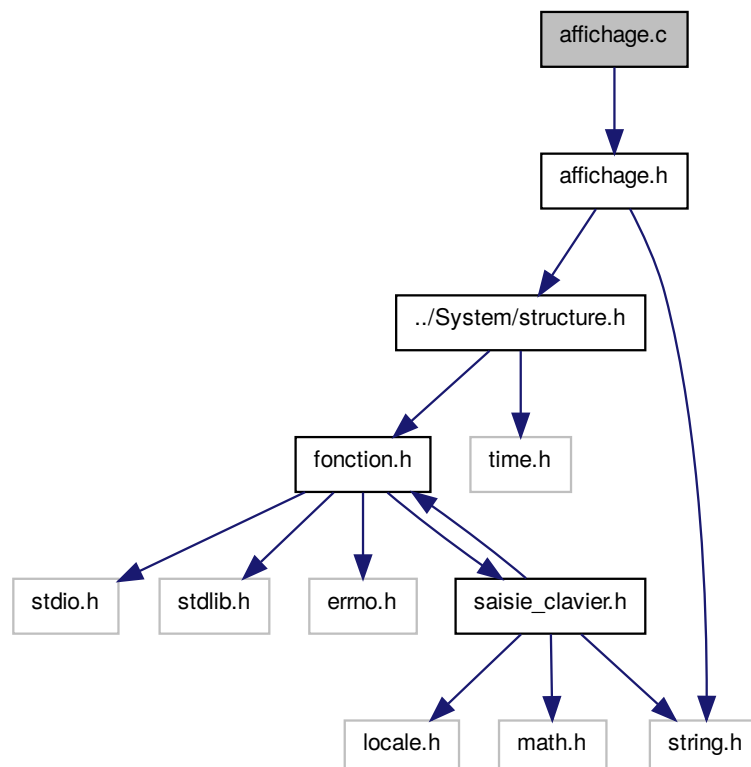 affichage.c
affichage.h
../System/structure.h
fonction.h
time.h
stdio.h
stdlib.h
errno.h
saisie_clavier.h
locale.h
math.h
string.h